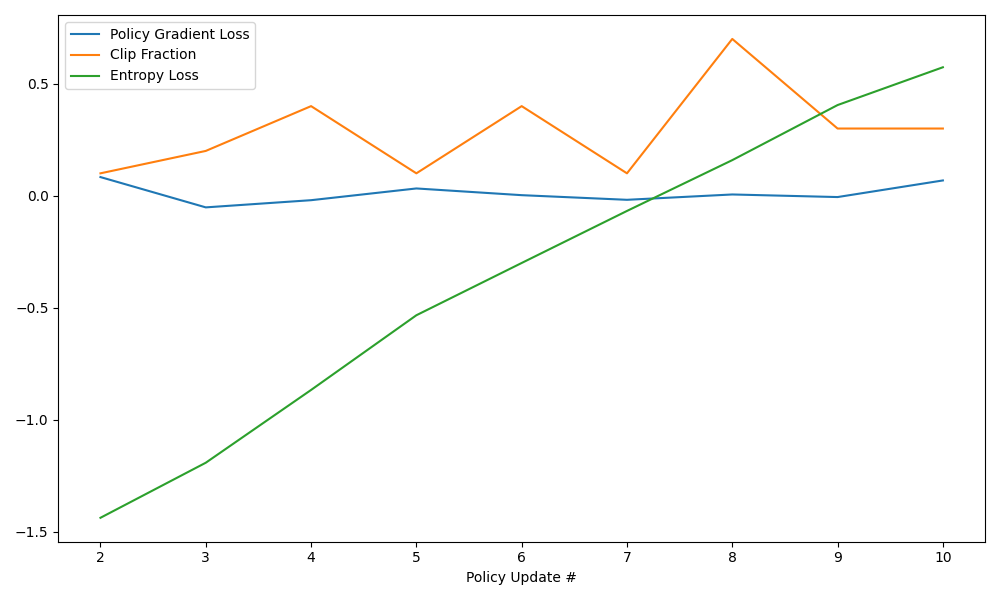 Policy Gradient Loss
Clip Fraction
Entropy Loss
0.5
0.0
−0.5
−1.0
−1.5
2 3 4 5 6 7 8 9 10
Policy Update #